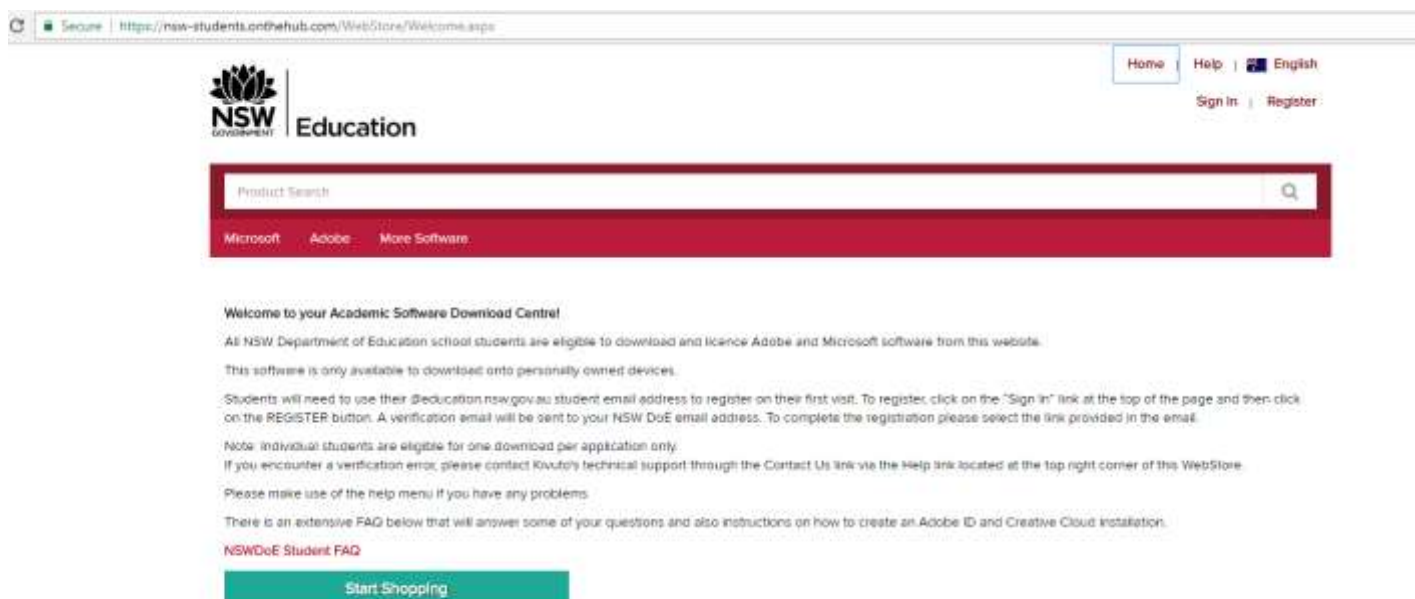 Secure | https://nsw-students.onthehub.com/WebStore/Welcome.aspx
Home | Help | English
Sign In | Register
NSW
GOVERNMENT
Education
Product Search
Microsoft Adobe More Software
Welcome to your Academic Software Download Centre!
All NSW Department of Education school students are eligible to download and licence Adobe and Microsoft software from this website.
This software is only available to download onto personally owned devices.
Students will need to use their @education.nsw.gov.au student email address to register on their first visit. To register, click on the "Sign In" link at the top of the page and then click
on the REGISTER button. A verification email will be sent to your NSW DoE email address. To complete the registration please select the link provided in the email.
Note: Individual students are eligible for one download per application only.
If you encounter a verification error, please contact Kivuto's technical support through the Contact Us link via the Help link located at the top right corner of this WebStore.
Please make use of the help menu if you have any problems
There is an extensive FAQ below that will answer some of your questions and also instructions on how to create an Adobe ID and Creative Cloud installation.
NSWDoE Student FAQ
Start Shopping